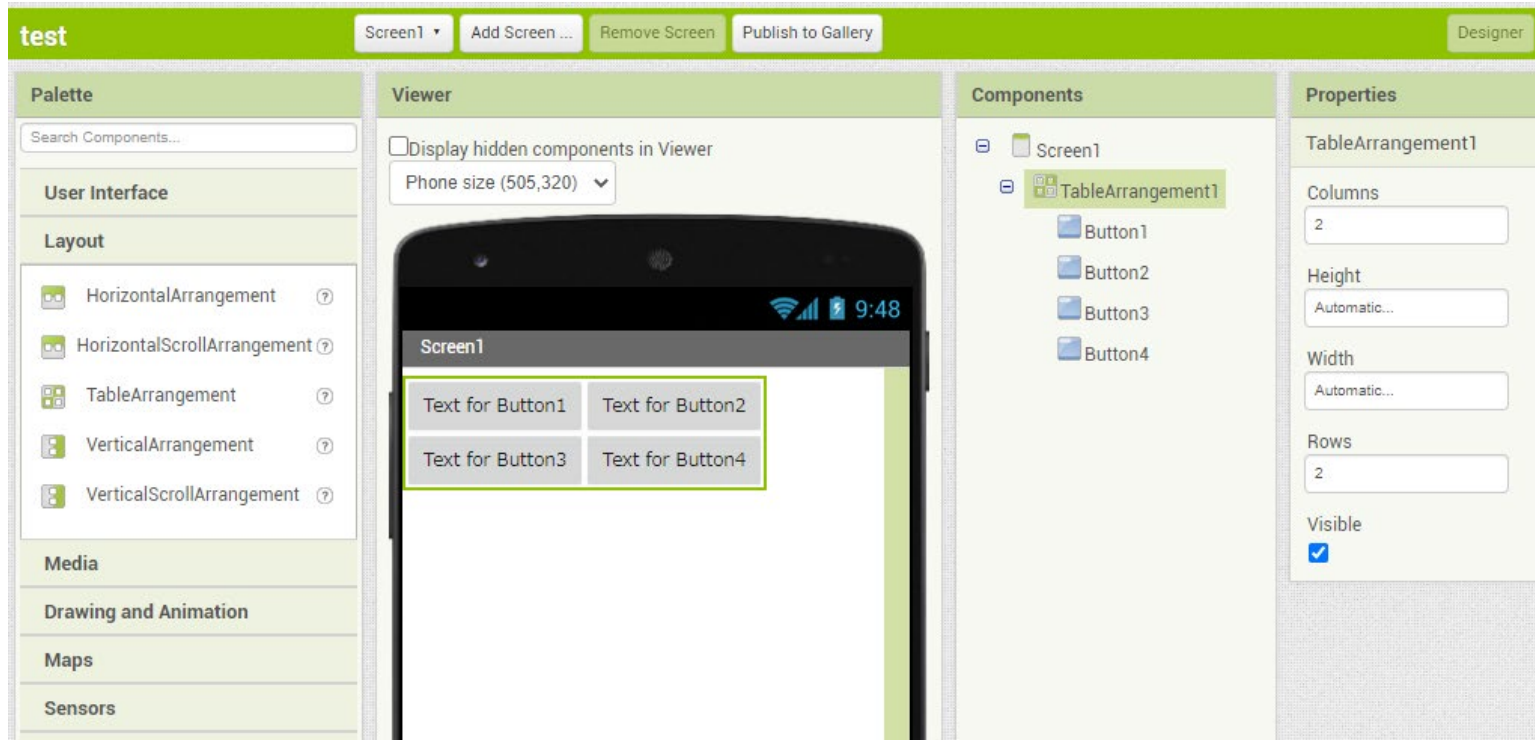 test
Screen1
Add Screen ...
Remove Screen
Publish to Gallery
Designer
Palette
Search Components...
User Interface
Layout
HorizontalArrangement
HorizontalScrollArrangement
TableArrangement
VerticalArrangement
VerticalScrollArrangement
Media
Drawing and Animation
Maps
Sensors
Viewer
Display hidden components in Viewer
Phone size (505,320)
9:48
Screen1
Text for Button1 Text for Button2
Text for Button3 Text for Button4
Components
Screen1
TableArrangement1
Button1
Button2
Button3
Button4
Properties
TableArrangement1
Columns
2
Height
Automatic...
Width
Automatic...
Rows
2
Visible